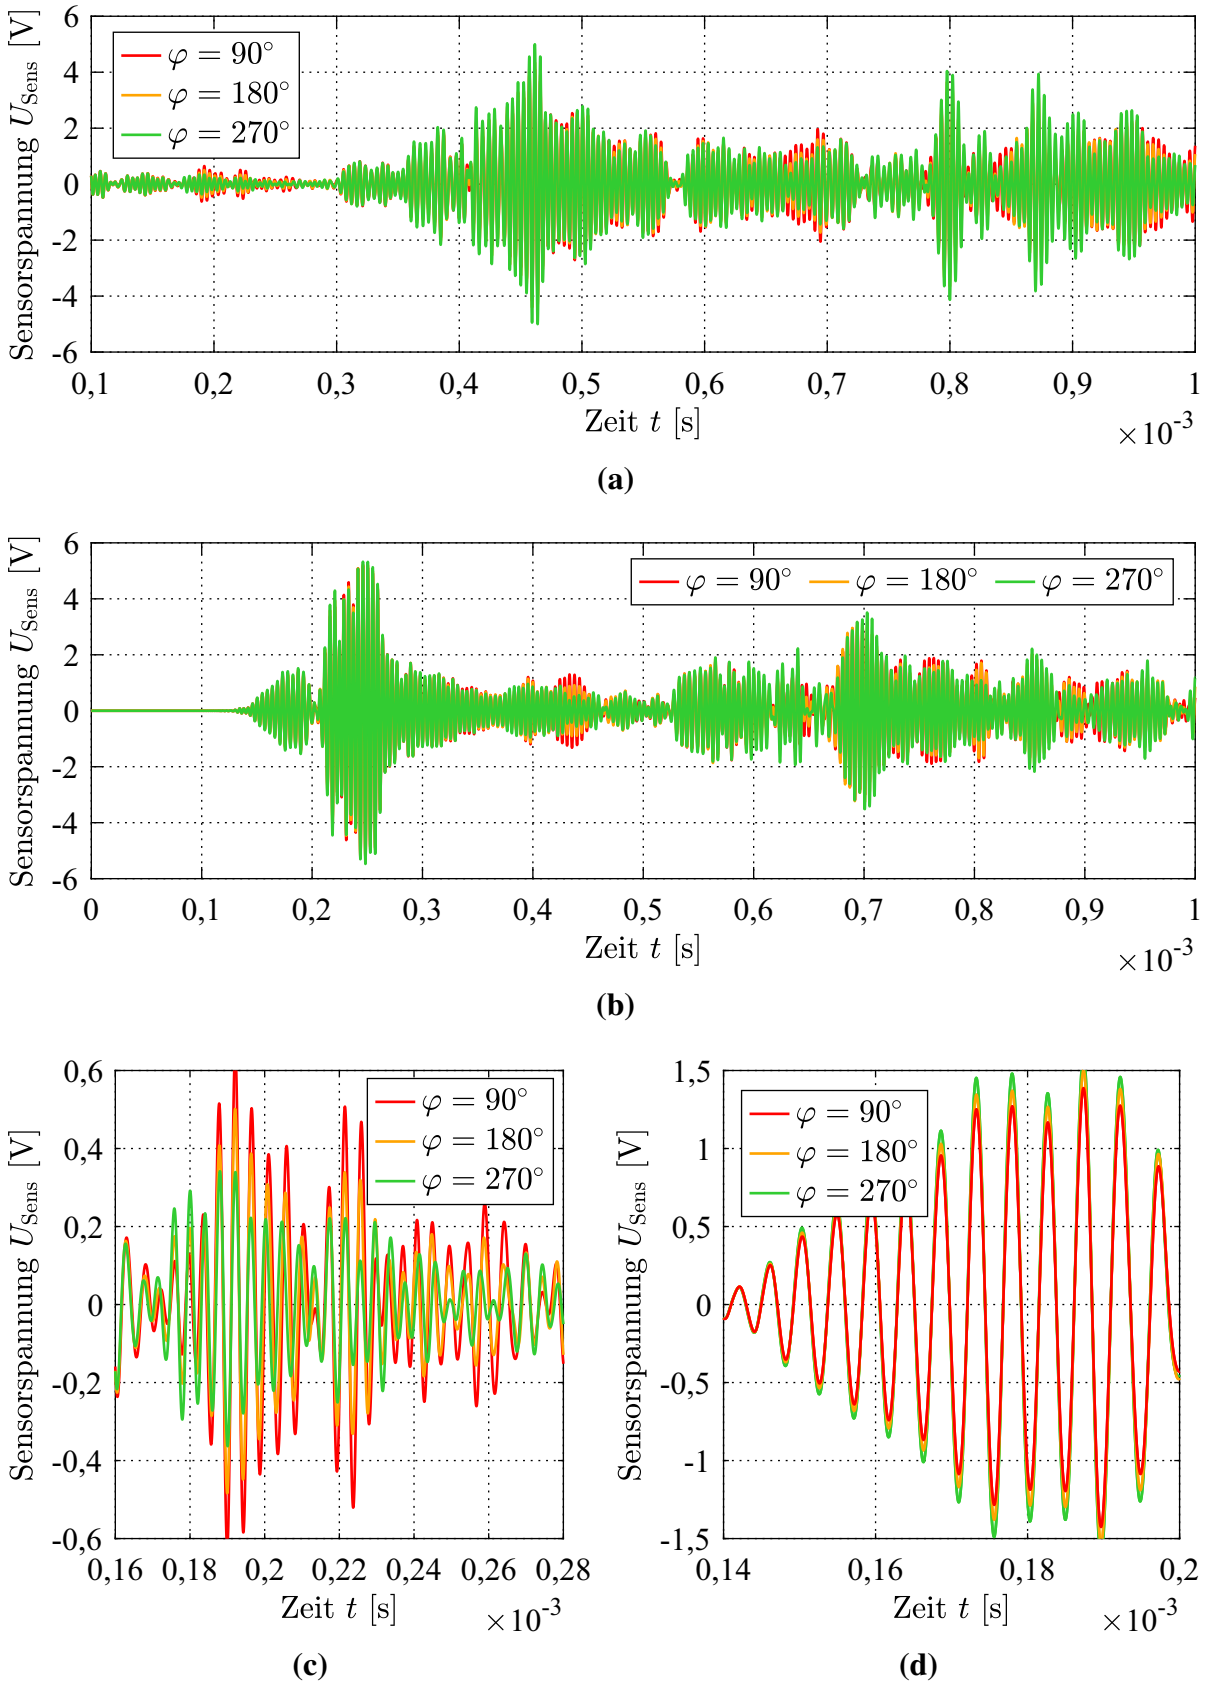 Sensorspannung U_Sens [V]
6
4
2
0
-2
-4
-6
φ = 90°
φ = 180°
φ = 270°
0,1 0,2 0,3 0,4 0,5 0,6 0,7 0,8 0,9 1
Zeit t [s]
×10^-3
(a)
Sensorspannung U_Sens [V]
6
4
2
0
-2
-4
-6
φ = 90° φ = 180° φ = 270°
0 0,1 0,2 0,3 0,4 0,5 0,6 0,7 0,8 0,9 1
Zeit t [s]
×10^-3
(b)
Sensorspannung U_Sens [V]
0,6
0,4
0,2
0
-0,2
-0,4
-0,6
φ = 90°
φ = 180°
φ = 270°
0,16 0,18 0,2 0,22 0,24 0,26 0,28
Zeit t [s]
×10^-3
(c)
Sensorspannung U_Sens [V]
1,5
1
0,5
0
-0,5
-1
-1,5
φ = 90°
φ = 180°
φ = 270°
0,14 0,16 0,18 0,2
Zeit t [s]
×10^-3
(d)